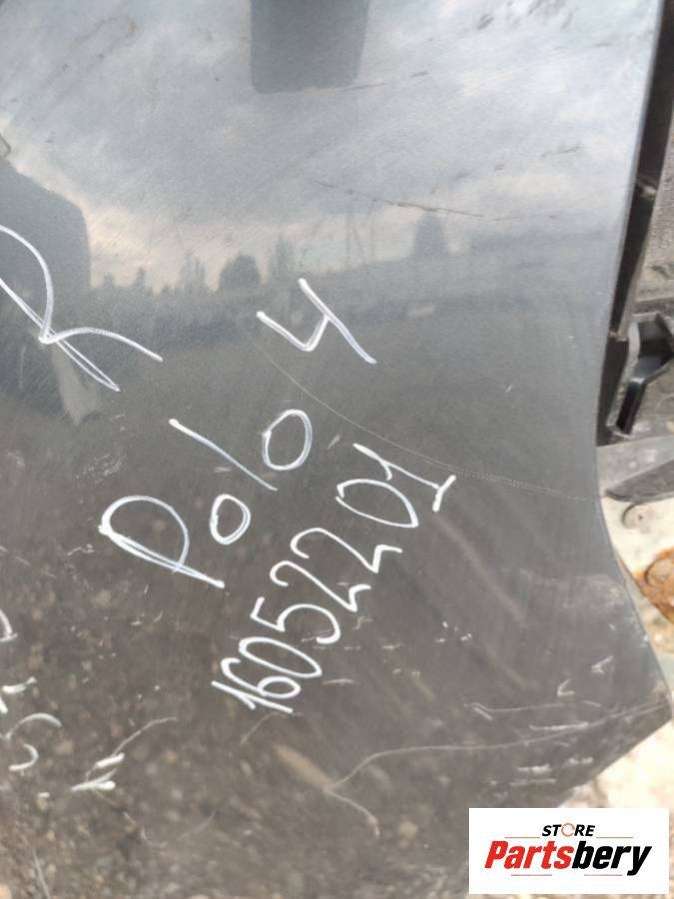 R
Polo 4
16052201
STORE
Partsbery